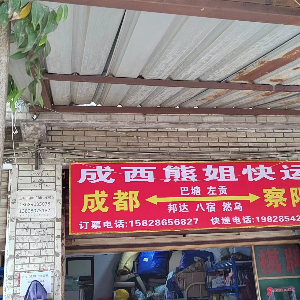 成西熊姐快运
巴塘 左贡
成都 察隅
邦达 八宿 然乌
订票电话:15828656827 快递电话:1982854